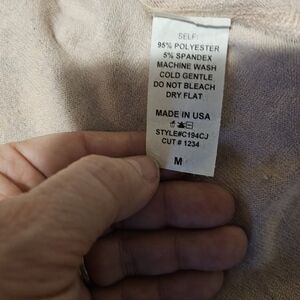 SELF:
95% POLYESTER
5% SPANDEX
MACHINE WASH
COLD GENTLE
DO NOT BLEACH
DRY FLAT
MADE IN USA
STYLE#C194CJ
CUT # 1234
M